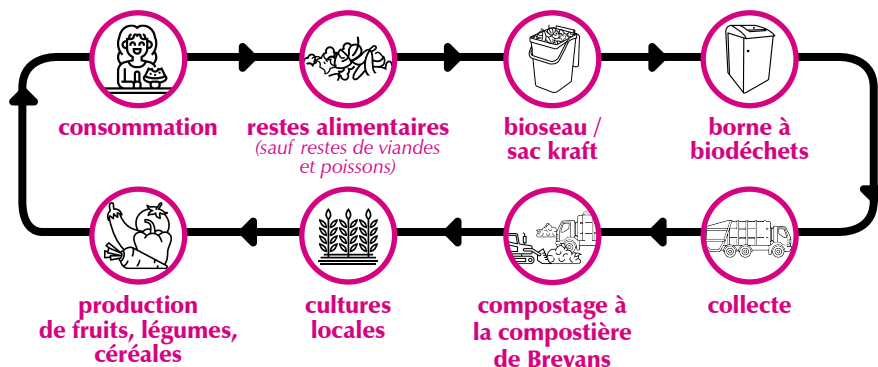 consommation
restes alimentaires
(sauf restes de viandes
et poissons)
bioseau /
sac kraft
borne à
biodéchets
production
de fruits, légumes,
céréales
cultures
locales
compostage à
la compostière
de Brevans
collecte